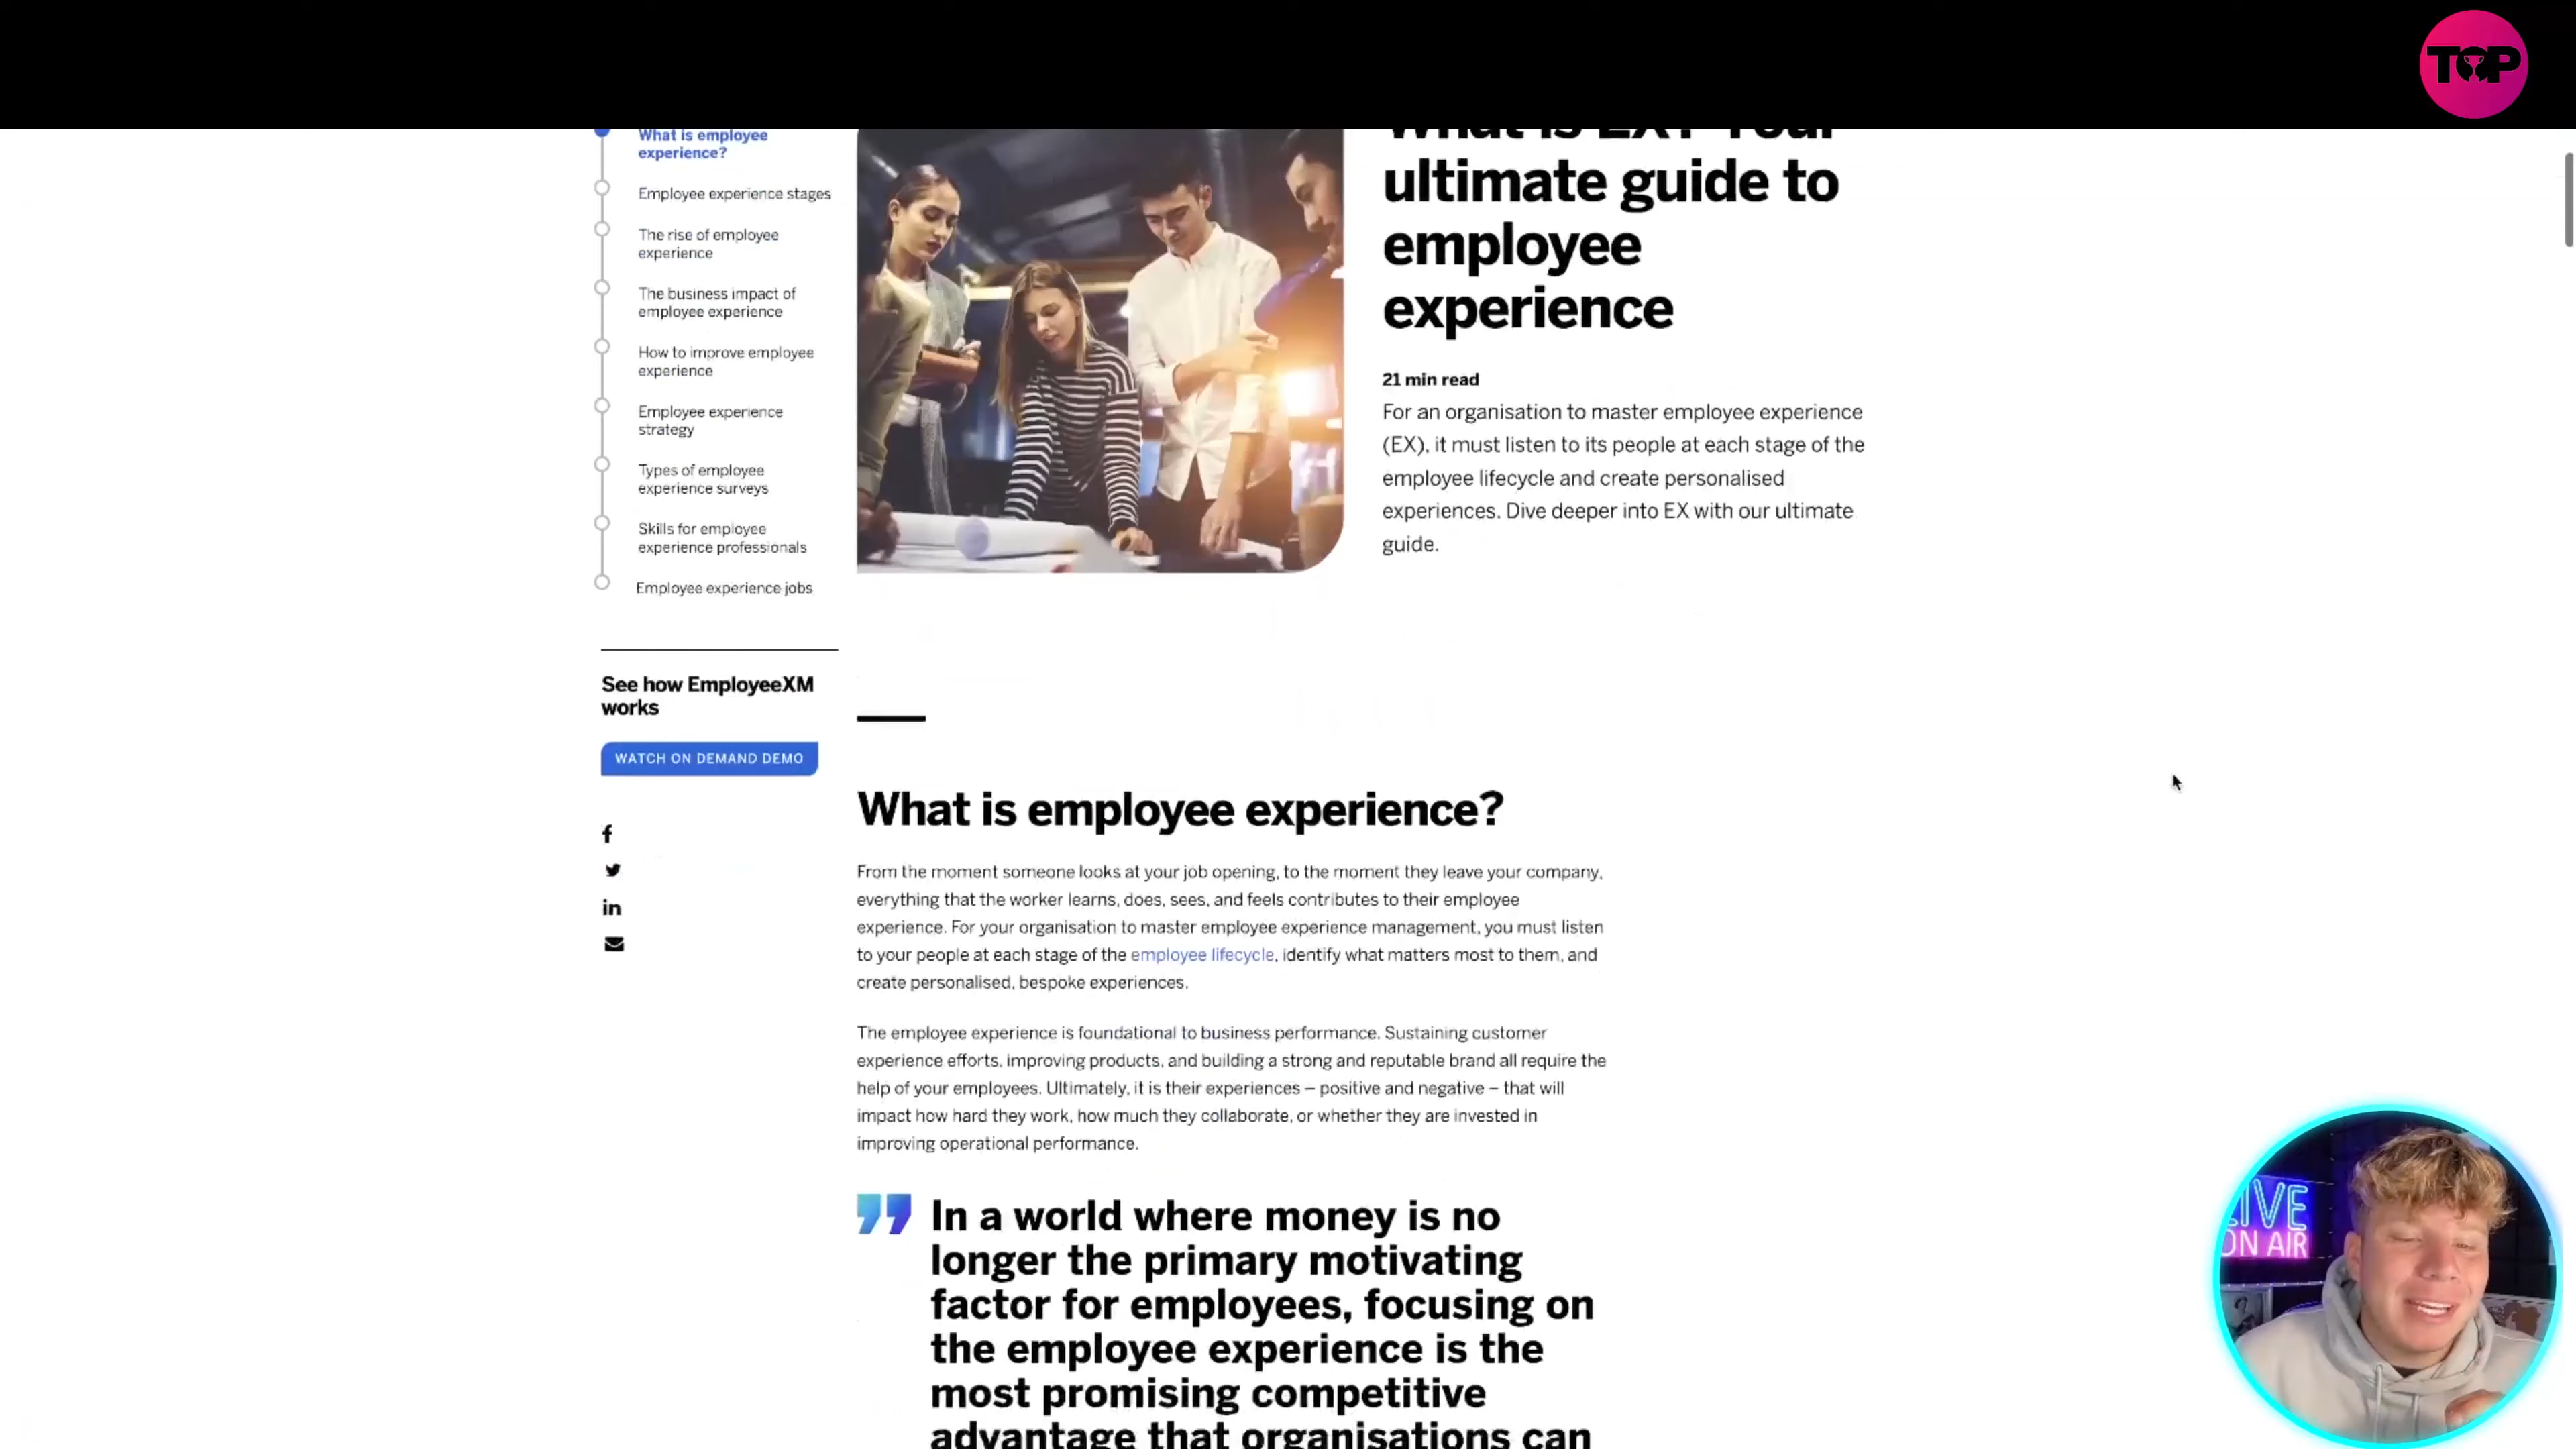 TOP
What is employee
experience?
Employee experience stages
The rise of employee
experience
The business impact of
employee experience
How to improve employee
experience
Employee experience
strategy
Types of employee
experience surveys
Skills for employee
experience professionals
Employee experience jobs
See how EmployeeXM
works
WATCH ON DEMAND DEMO
What is EX? Your
ultimate guide to
employee
experience
21 min read
For an organisation to master employee experience
(EX), it must listen to its people at each stage of the
employee lifecycle and create personalised
experiences. Dive deeper into EX with our ultimate
guide.
What is employee experience?
From the moment someone looks at your job opening, to the moment they leave your company,
everything that the worker learns, does, sees, and feels contributes to their employee
experience. For your organisation to master employee experience management, you must listen
to your people at each stage of the employee lifecycle, identify what matters most to them, and
create personalised, bespoke experiences.
The employee experience is foundational to business performance. Sustaining customer
experience efforts, improving products, and building a strong and reputable brand all require the
help of your employees. Ultimately, it is their experiences – positive and negative – that will
impact how hard they work, how much they collaborate, or whether they are invested in
improving operational performance.
In a world where money is no
longer the primary motivating
factor for employees, focusing on
the employee experience is the
most promising competitive
advantage that organisations can
LIVE
ON AIR